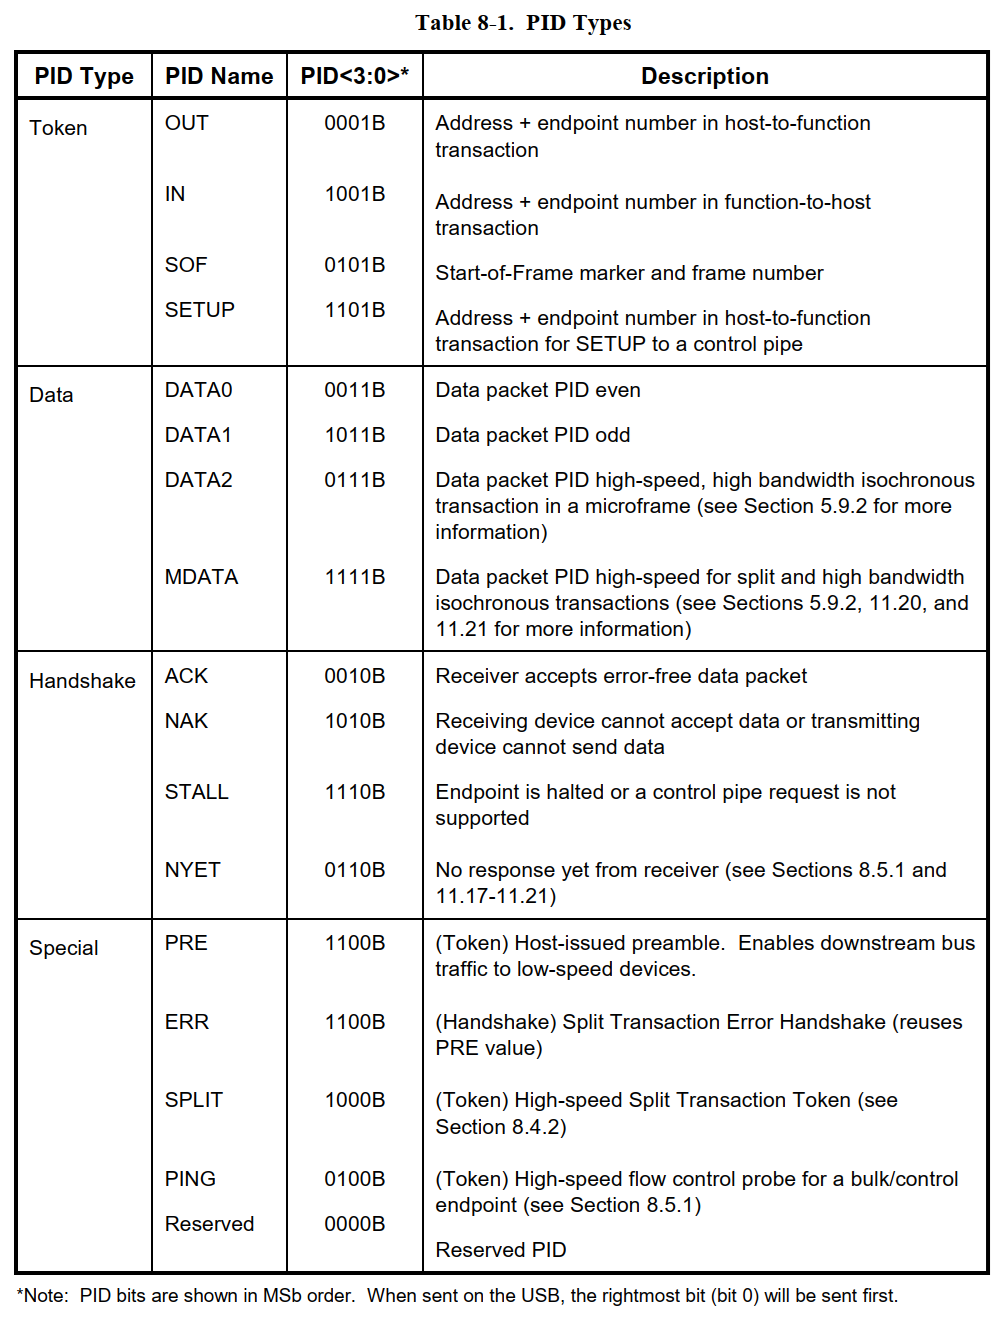 Table 8-1.  PID Types
PID Type PID Name PID<3:0>* Description
Token OUT 0001B Address + endpoint number in host-to-function
transaction
IN 1001B Address + endpoint number in function-to-host
transaction
SOF 0101B Start-of-Frame marker and frame number
SETUP 1101B Address + endpoint number in host-to-function
transaction for SETUP to a control pipe
Data DATA0 0011B Data packet PID even
DATA1 1011B Data packet PID odd
DATA2 0111B Data packet PID high-speed, high bandwidth isochronous
transaction in a microframe (see Section 5.9.2 for more
information)
MDATA 1111B Data packet PID high-speed for split and high bandwidth
isochronous transactions (see Sections 5.9.2, 11.20, and
11.21 for more information)
Handshake ACK 0010B Receiver accepts error-free data packet
NAK 1010B Receiving device cannot accept data or transmitting
device cannot send data
STALL 1110B Endpoint is halted or a control pipe request is not
supported
NYET 0110B No response yet from receiver (see Sections 8.5.1 and
11.17-11.21)
Special PRE 1100B (Token) Host-issued preamble.  Enables downstream bus
traffic to low-speed devices.
ERR 1100B (Handshake) Split Transaction Error Handshake (reuses
PRE value)
SPLIT 1000B (Token) High-speed Split Transaction Token (see
Section 8.4.2)
PING 0100B (Token) High-speed flow control probe for a bulk/control
endpoint (see Section 8.5.1)
Reserved 0000B Reserved PID
*Note:  PID bits are shown in MSb order.  When sent on the USB, the rightmost bit (bit 0) will be sent first.